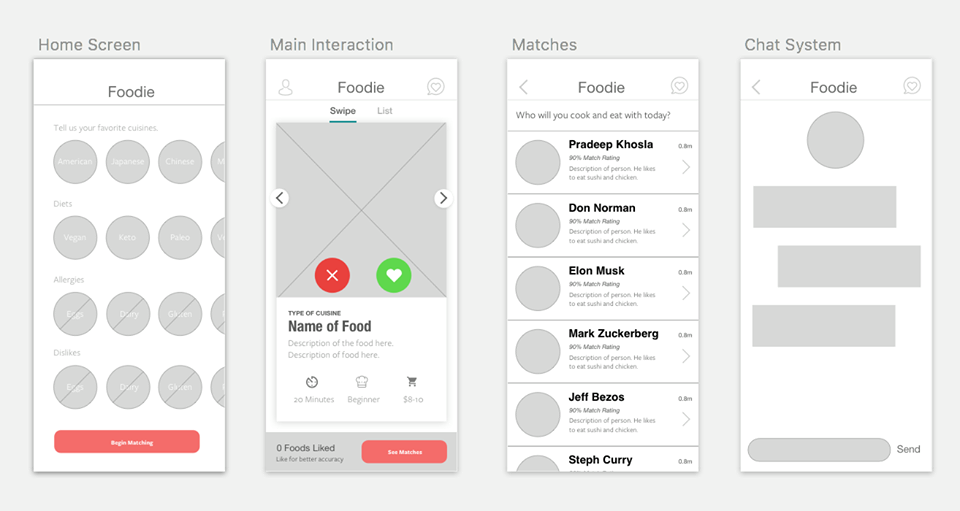 Home Screen
Foodie
Tell us your favorite cuisines.
American Japanese Chinese M
Diets
Vegan Keto Paleo Ve
Allergies
Eggs Dairy Gluten
Dislikes
Eggs Dairy Gluten
Begin Matching
Main Interaction
Foodie
Swipe List
TYPE OF CUISINE
Name of Food
Description of the food here.
Description of food here.
20 Minutes Beginner $8-10
0 Foods Liked
Like for better accuracy
See Matches
Matches
Foodie
Who will you cook and eat with today?
Pradeep Khosla 0.8m
90% Match Rating
Description of person. He likes
to eat sushi and chicken.
Don Norman 0.8m
90% Match Rating
Description of person. He likes
to eat sushi and chicken.
Elon Musk 0.8m
90% Match Rating
Description of person. He likes
to eat sushi and chicken.
Mark Zuckerberg 0.8m
90% Match Rating
Description of person. He likes
to eat sushi and chicken.
Jeff Bezos 0.8m
90% Match Rating
Description of person. He likes
to eat sushi and chicken.
Steph Curry 0.8m
Chat System
Foodie
Send